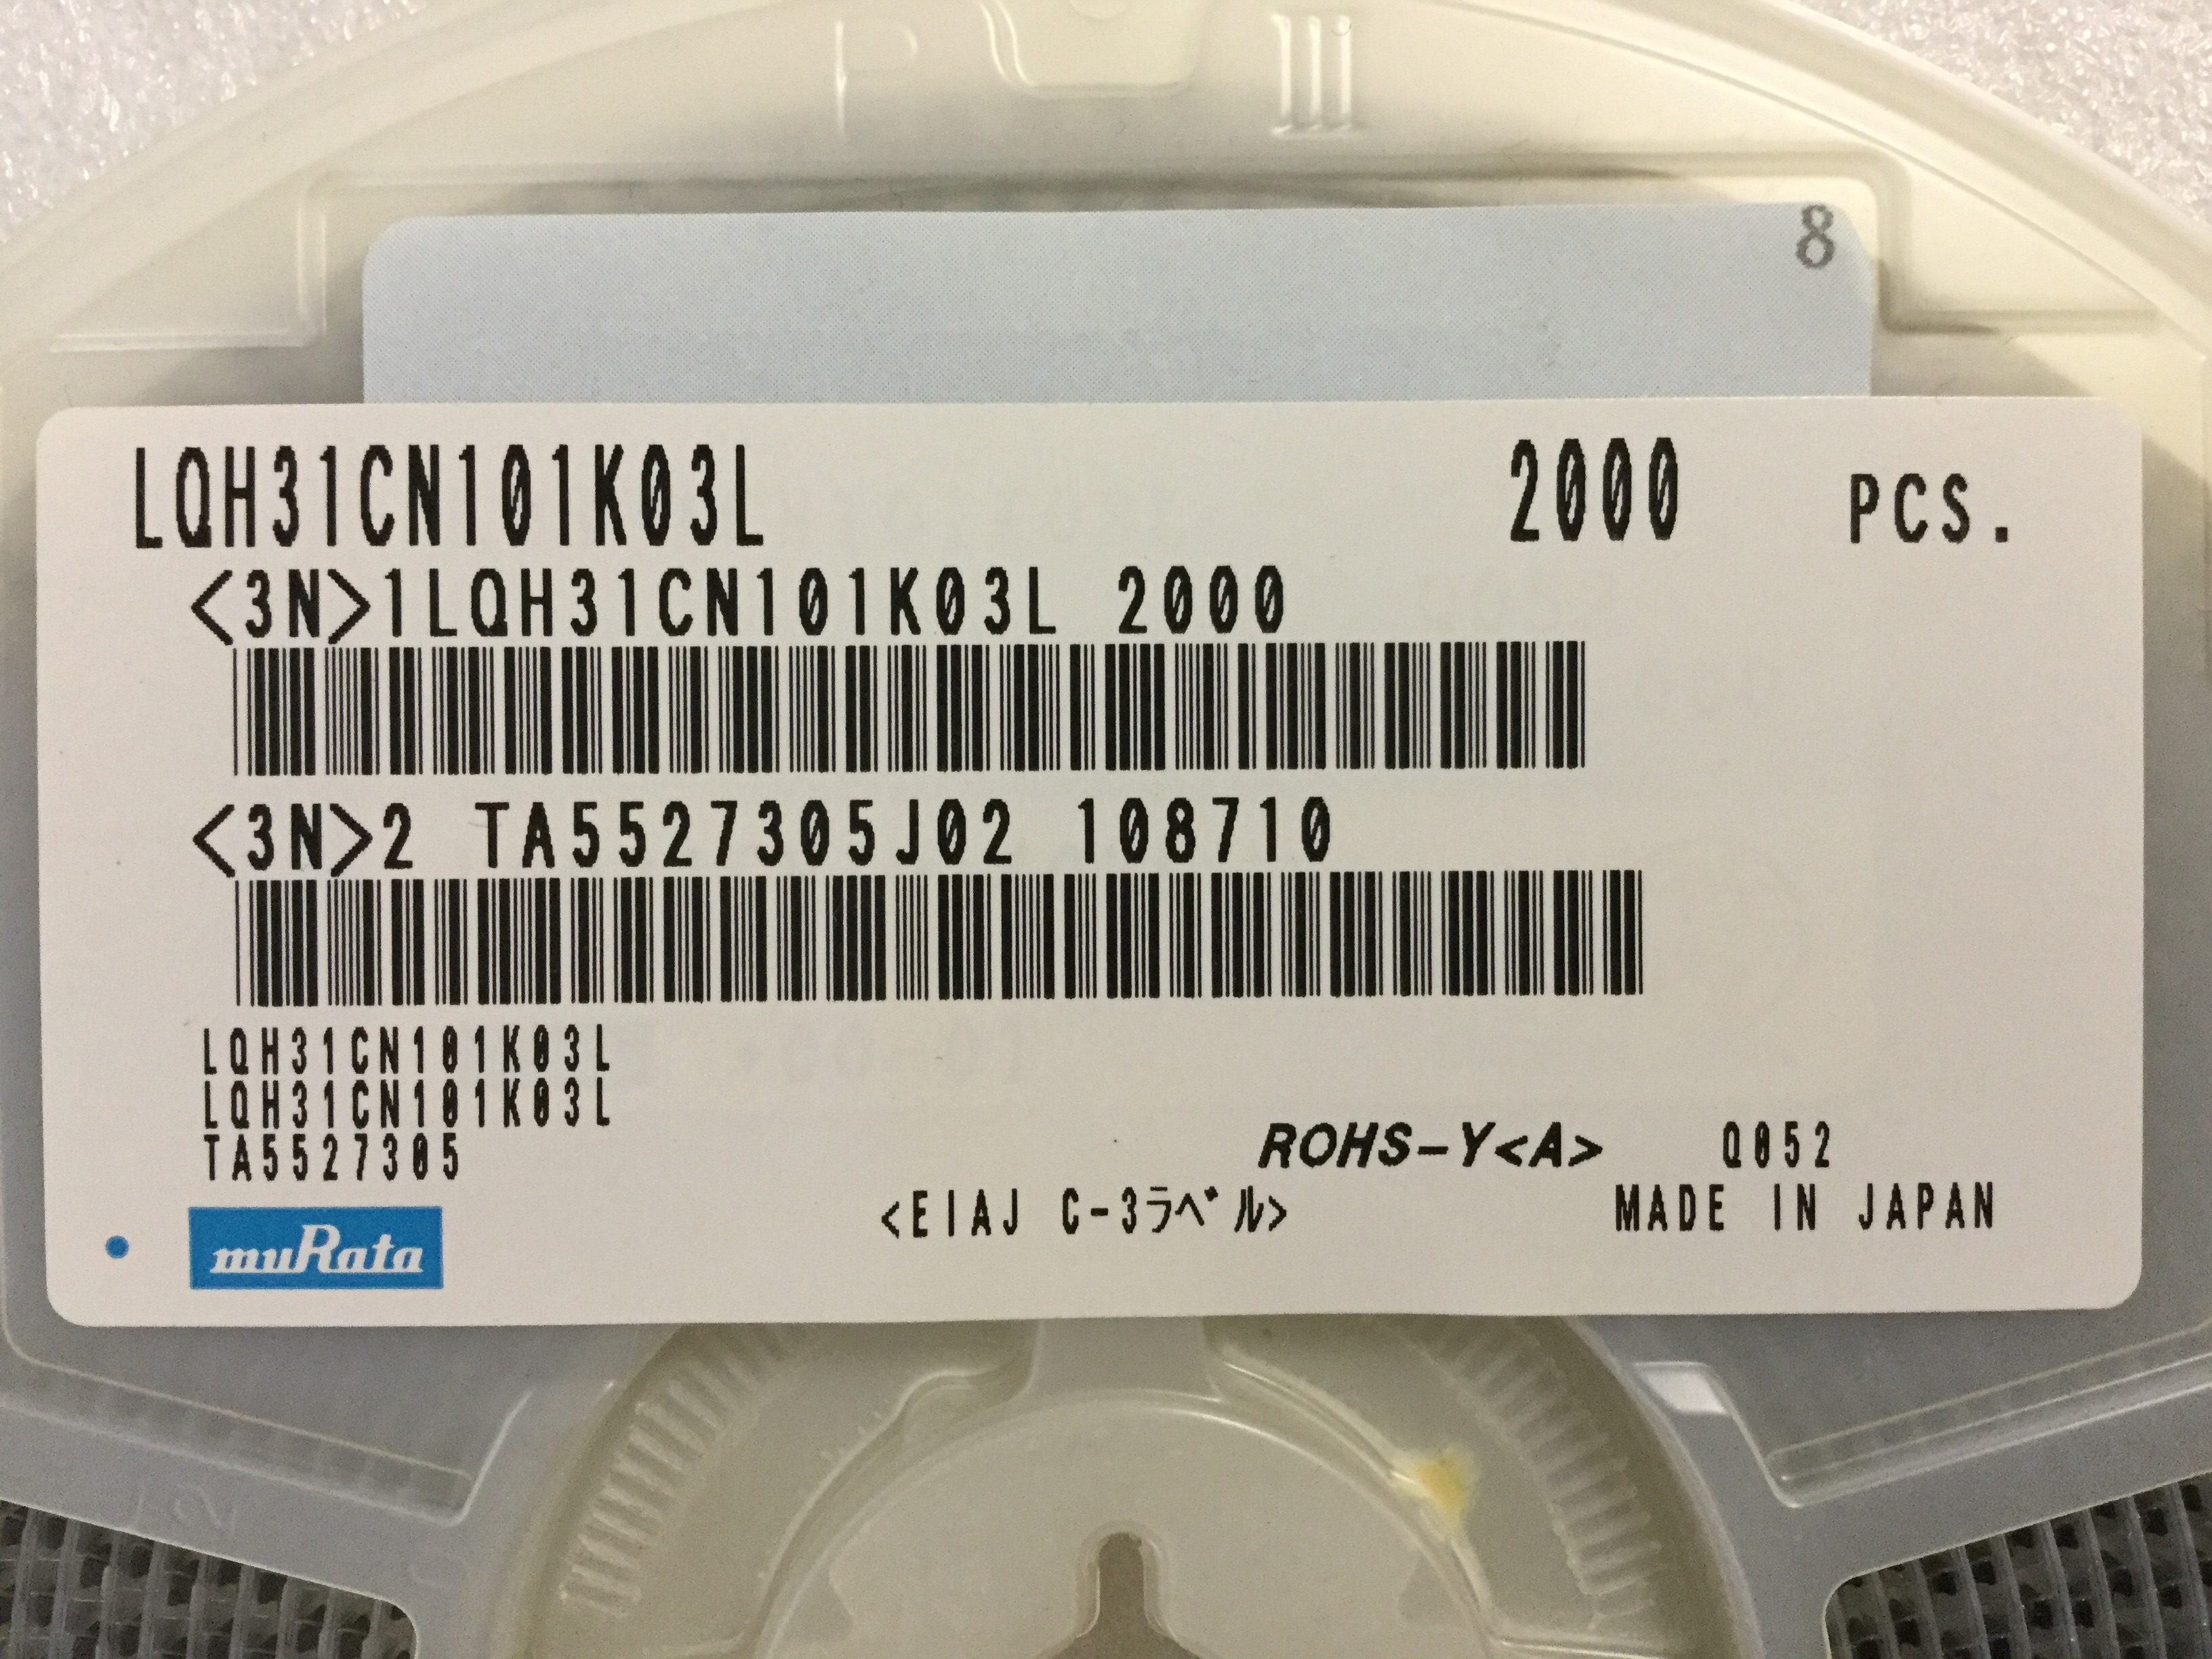 P
8
LQH31CN101K03L 2000 PCS.
<3N>1LQH31CN101K03L 2000
<3N>2 TA5527305J02 108710
LQH31CN101K03L
LQH31CN101K03L
TA5527305
ROHS-Y<A> Q052
<EIAJ C-3ラベル> MADE IN JAPAN
muRata